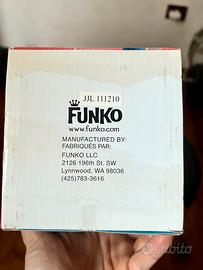 JJL 111210
FUNKO
www.funko.com
MANUFACTURED BY:
FABRIQUÉS PAR:
FUNKO LLC
2126 196th St. SW
Lynnwood, WA 98036
(425)783-3616
subito